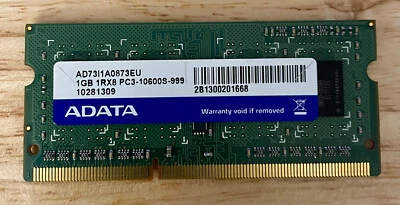 AD73I1A0873EU
1GB 1RX8 PC3-10600S-999
10281309
2B1300201668
ADATA
Warranty void if removed